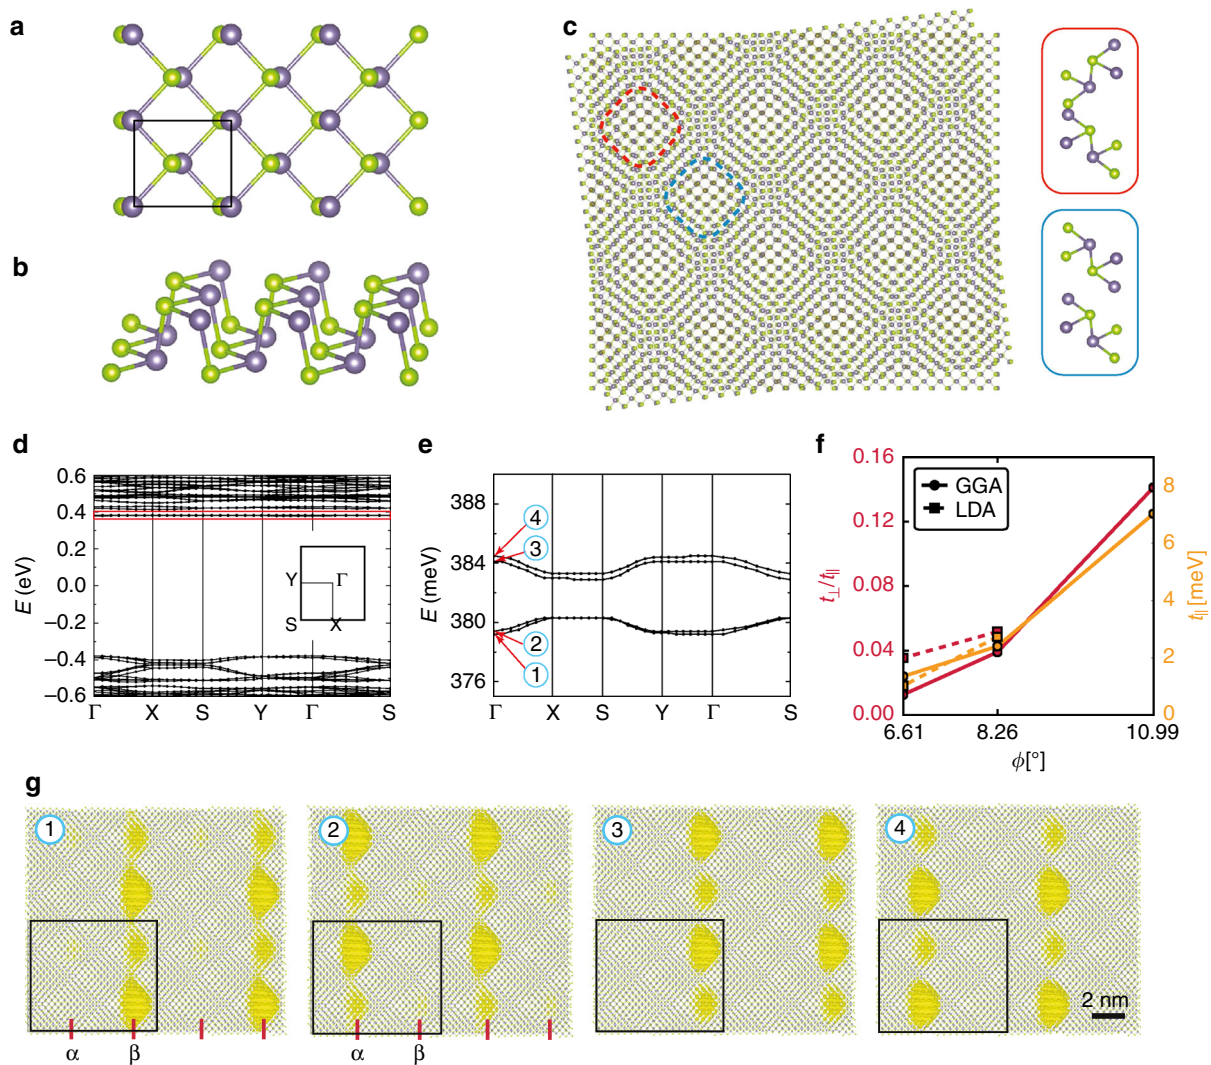 a
b
c
d
0.6
0.4
0.2
0.0
−0.2
−0.4
−0.6
E (eV)
Y
Γ
S
X
Γ
X
S
Y
Γ
S
e
388
384
380
376
E (meV)
4
3
2
1
Γ
X
S
Y
Γ
S
f
0.16
0.12
0.08
0.04
0.00
t⊥/t∥
GGA
LDA
8
6
4
2
0
t∥[meV]
6.61
8.26
10.99
ϕ[°]
g
1
2
3
4
2 nm
α
β
α
β